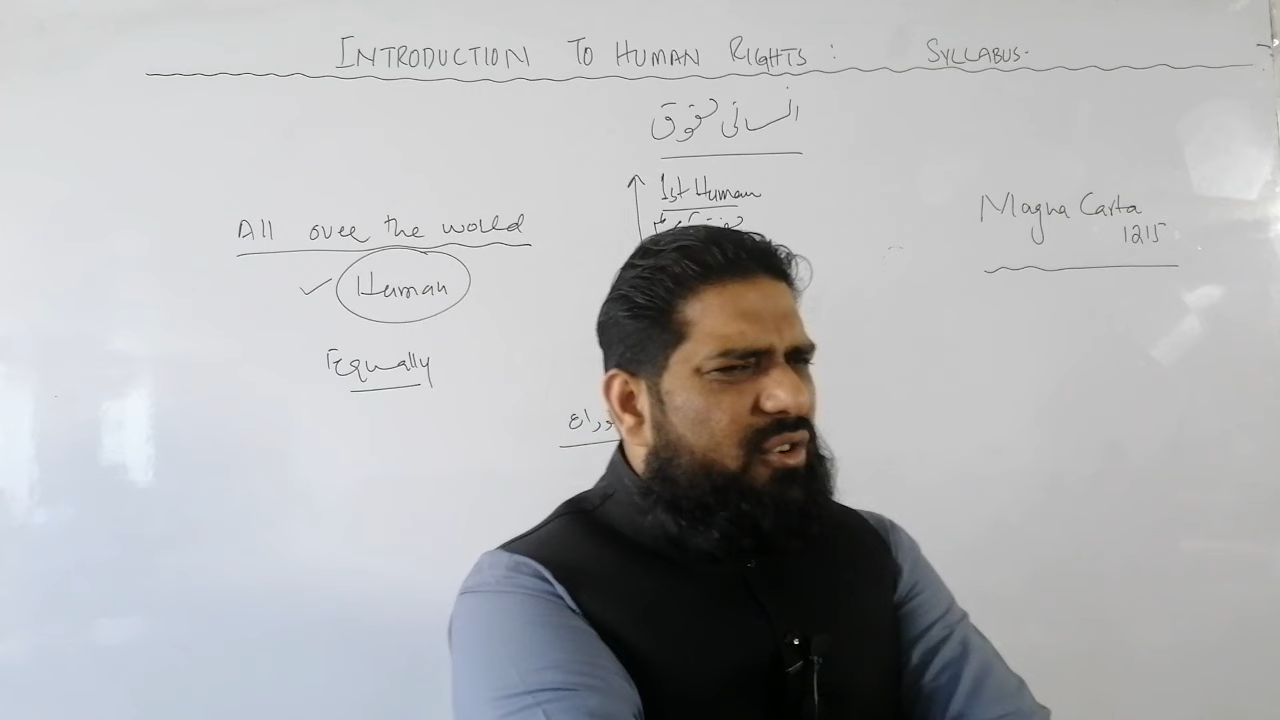 INTRODUCTION TO HUMAN RIGHTS : SYLLABUS.
انسانی حقوق
1st Human
All over the world
Human
Equally
Magna Carta
1215